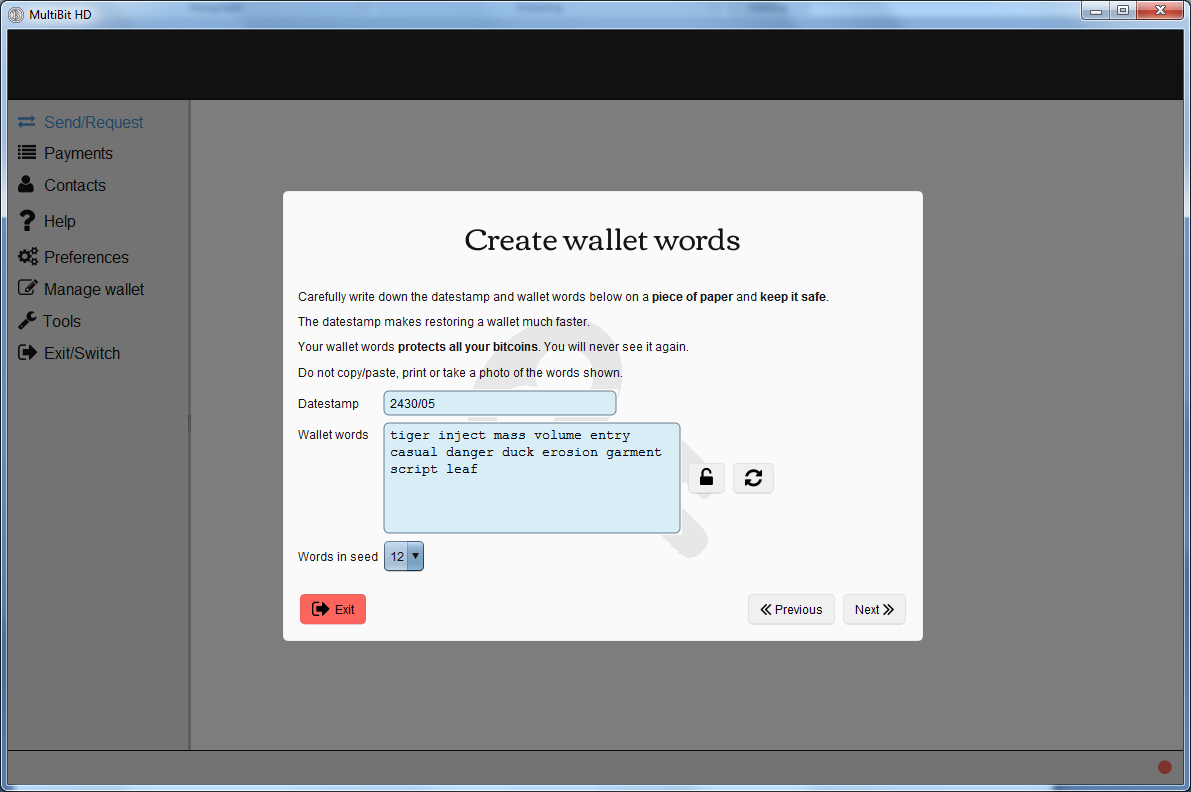 MultiBit HD
Send/Request
Payments
Contacts
Help
Preferences
Manage wallet
Tools
Exit/Switch
Create wallet words
Carefully write down the datestamp and wallet words below on a piece of paper and keep it safe.
The datestamp makes restoring a wallet much faster.
Your wallet words protects all your bitcoins. You will never see it again.
Do not copy/paste, print or take a photo of the words shown.
Datestamp 2430/05
Wallet words
tiger inject mass volume entry
casual danger duck erosion garment
script leaf
Words in seed 12
Exit
Previous
Next